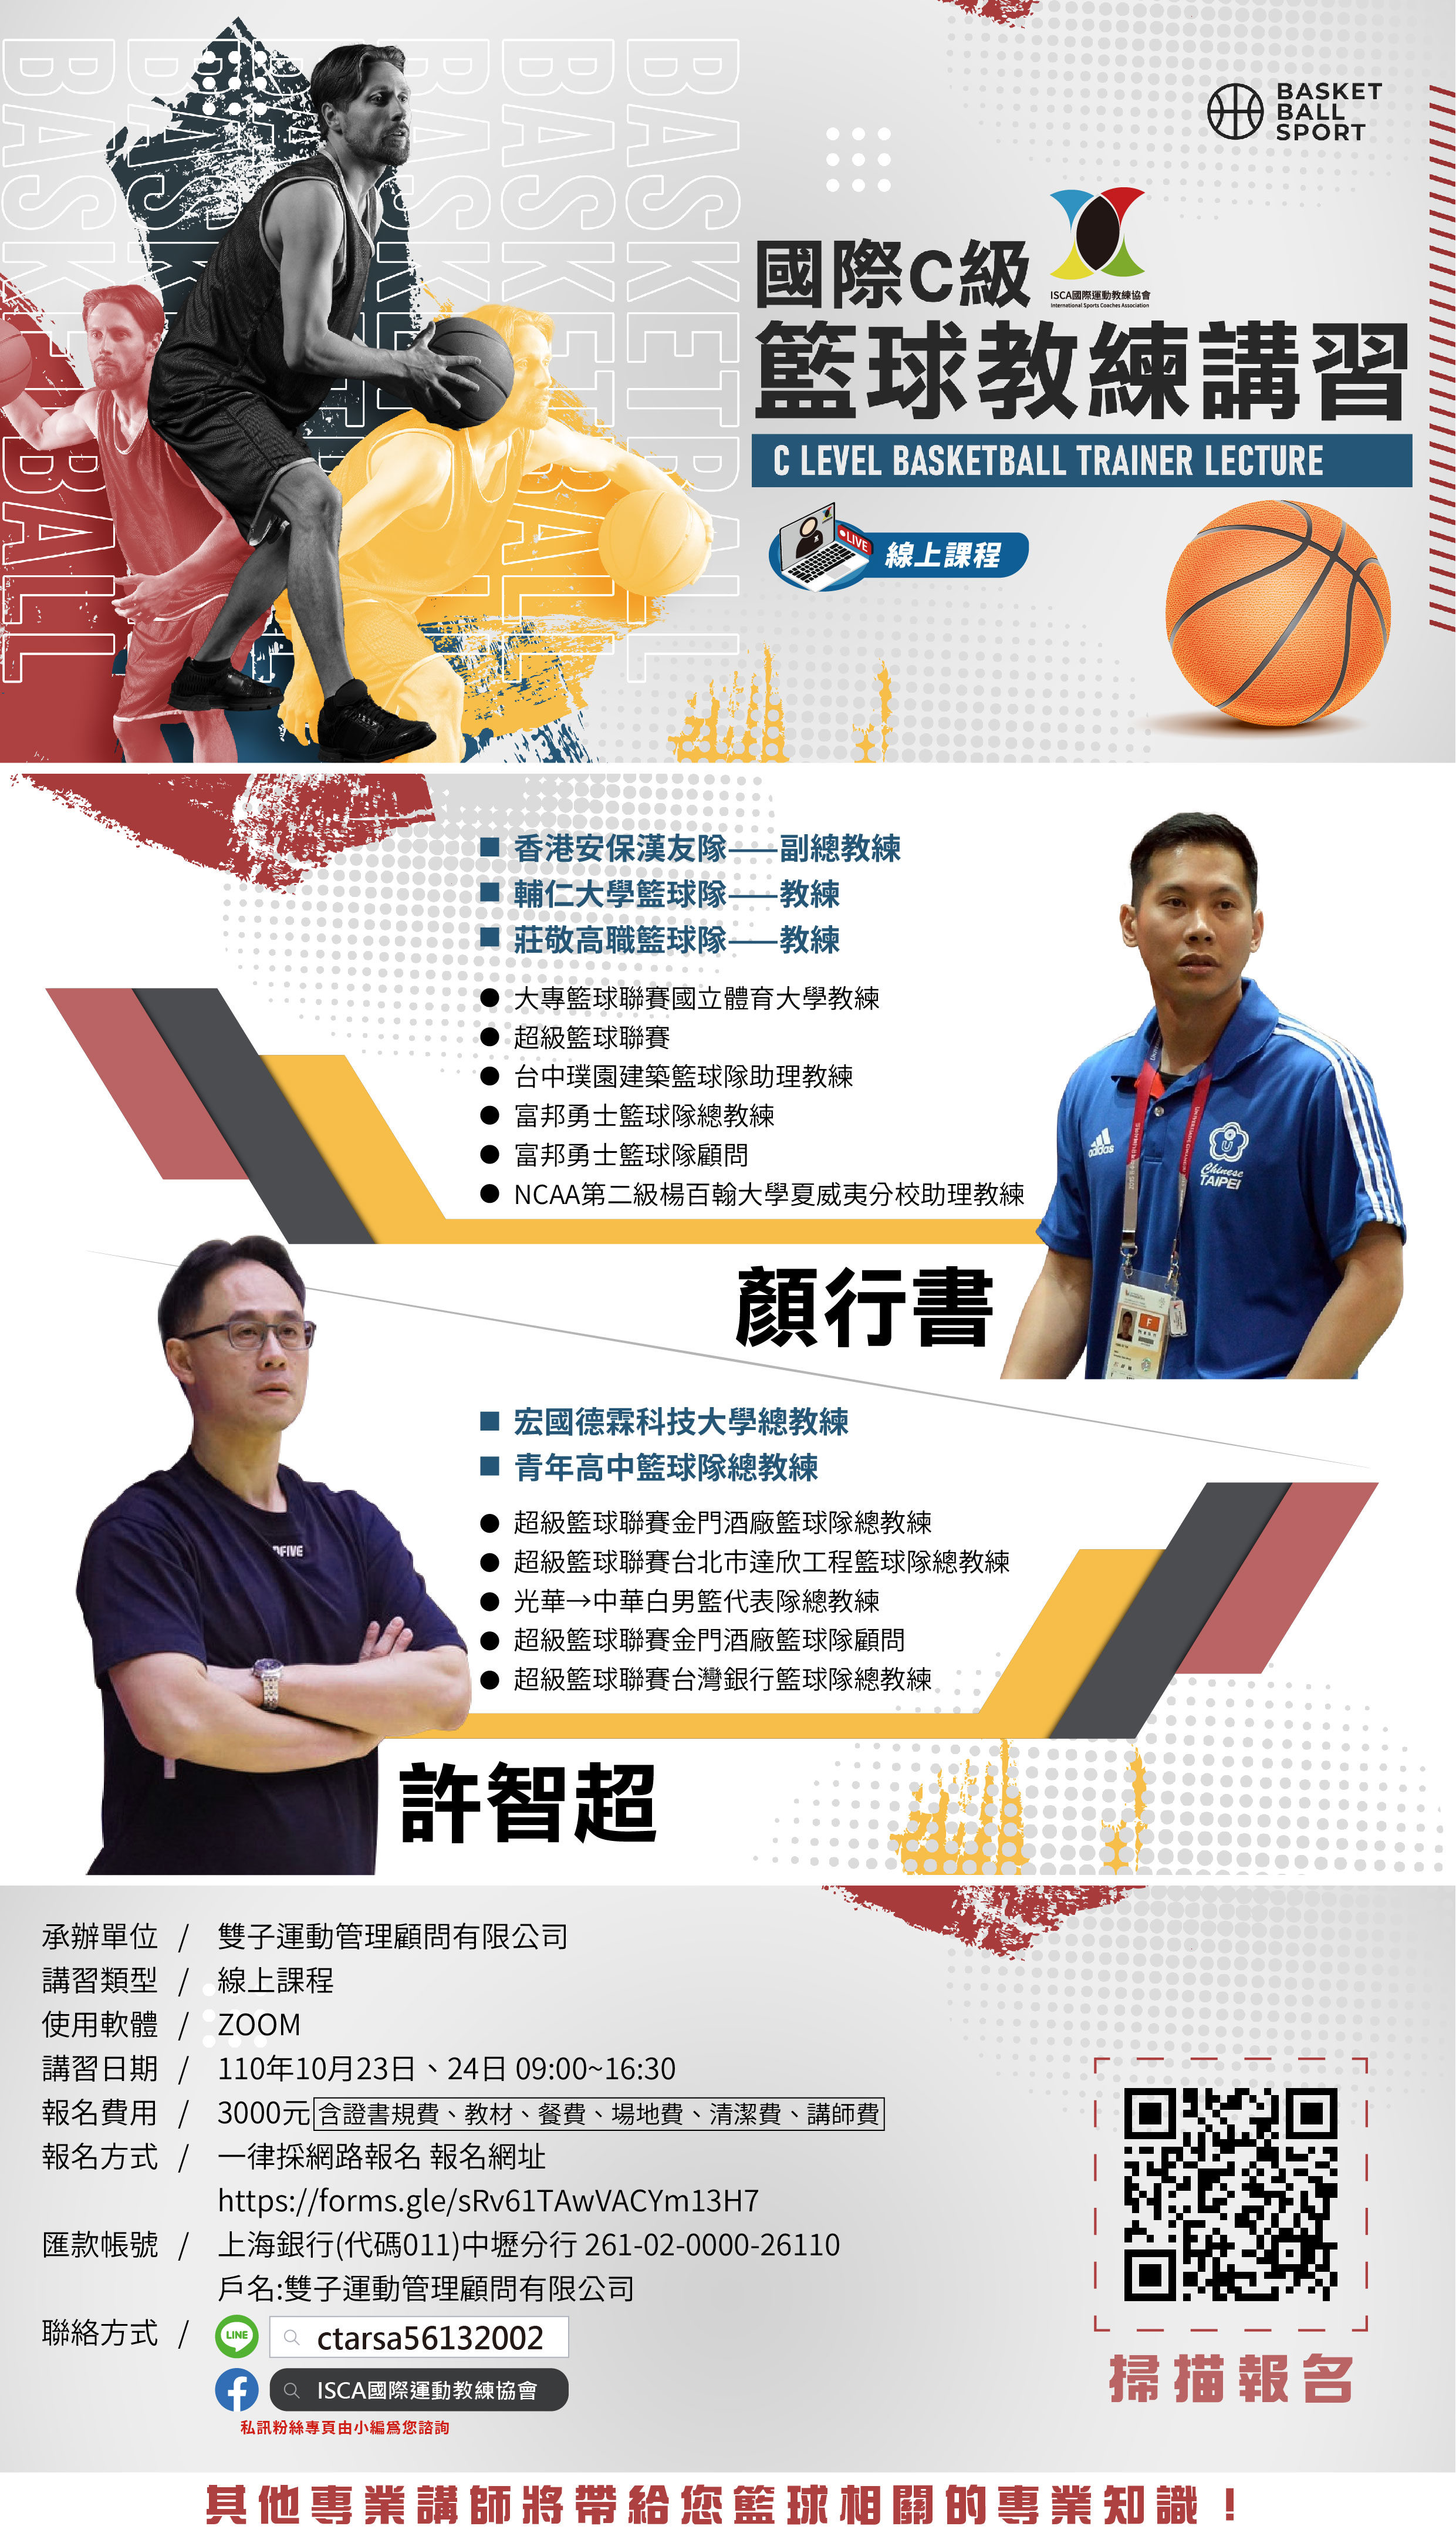 BASKETBALL
BASKETBALL
BASKETBALL
BASKETBALL
BASKETBALL
BASKETBALL
BASKET
BALL
SPORT
國際C級
ISCA國際運動教練協會
International Sports Coaches Association
籃球教練講習
C LEVEL BASKETBALL TRAINER LECTURE
LIVE
線上課程
■ 香港安保漢友隊——副總教練
■ 輔仁大學籃球隊——教練
■ 莊敬高職籃球隊——教練
● 大專籃球聯賽國立體育大學教練
● 超級籃球聯賽
● 台中璞園建築籃球隊助理教練
● 富邦勇士籃球隊總教練
● 富邦勇士籃球隊顧問
● NCAA第二級楊百翰大學夏威夷分校助理教練
adidas
Chinese
TAIPEI
F
顏行書
■ 宏國德霖科技大學總教練
■ 青年高中籃球隊總教練
● 超級籃球聯賽金門酒廠籃球隊總教練
● 超級籃球聯賽台北市達欣工程籃球隊總教練
● 光華→中華白男籃代表隊總教練
● 超級籃球聯賽金門酒廠籃球隊顧問
● 超級籃球聯賽台灣銀行籃球隊總教練
許智超
承辦單位 / 雙子運動管理顧問有限公司
講習類型 / 線上課程
使用軟體 / ZOOM
講習日期 / 110年10月23日、24日 09:00~16:30
報名費用 / 3000元 含證書規費、教材、餐費、場地費、清潔費、講師費
報名方式 / 一律採網路報名 報名網址
https://forms.gle/sRv61TAwVACYm13H7
匯款帳號 / 上海銀行(代碼011)中壢分行 261-02-0000-26110
戶名:雙子運動管理顧問有限公司
聯絡方式 / LINE ctarsa56132002
ISCA國際運動教練協會
私訊粉絲專頁由小編為您諮詢
掃描報名
其他專業講師將帶給您籃球相關的專業知識！